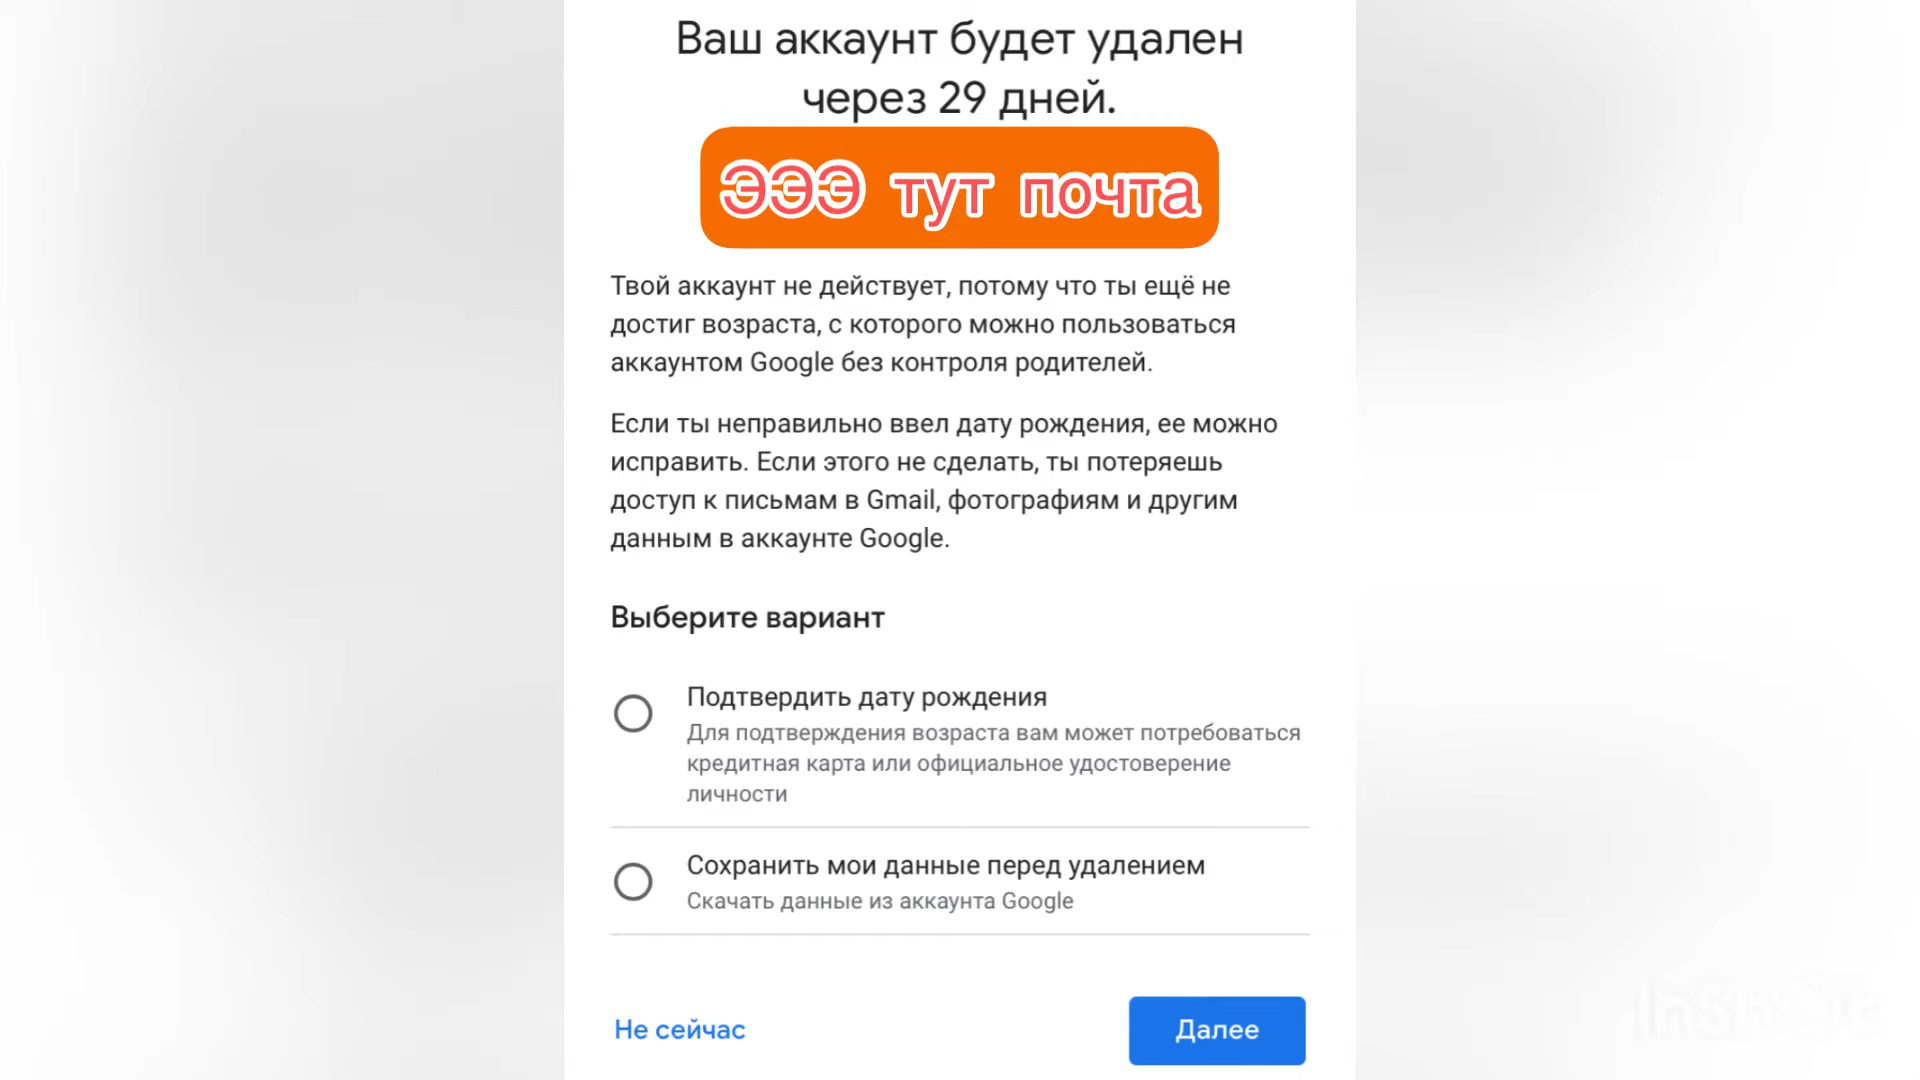 Ваш аккаунт будет удален
через 29 дней.
ЭЭЭ тут почта
Твой аккаунт не действует, потому что ты ещё не
достиг возраста, с которого можно пользоваться
аккаунтом Google без контроля родителей.
Если ты неправильно ввел дату рождения, ее можно
исправить. Если этого не сделать, ты потеряешь
доступ к письмам в Gmail, фотографиям и другим
данным в аккаунте Google.
Выберите вариант
Подтвердить дату рождения
Для подтверждения возраста вам может потребоваться
кредитная карта или официальное удостоверение
личности
Сохранить мои данные перед удалением
Скачать данные из аккаунта Google
Не сейчас
Далее
InShOt